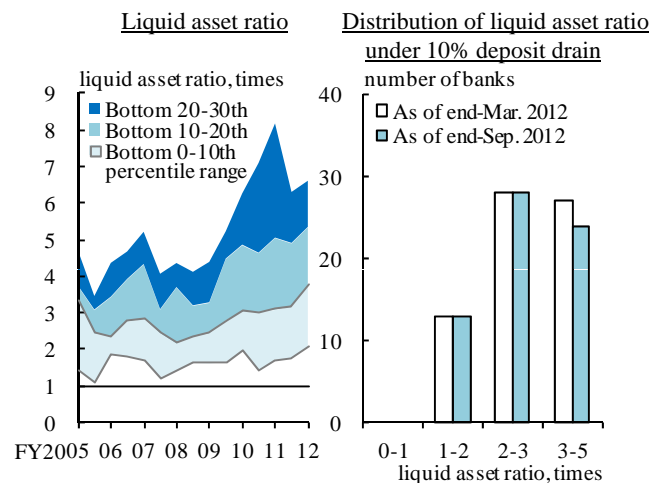 Liquid asset ratio
Distribution of liquid asset ratio
under 10% deposit drain
liquid asset ratio, times
9
8
7
6
5
4
3
2
1
0
Bottom 20-30th
Bottom 10-20th
Bottom 0-10th
percentile range
FY2005 06 07 08 09 10 11 12
number of banks
40
30
20
10
0
As of end-Mar. 2012
As of end-Sep. 2012
0-1 1-2 2-3 3-5
liquid asset ratio, times